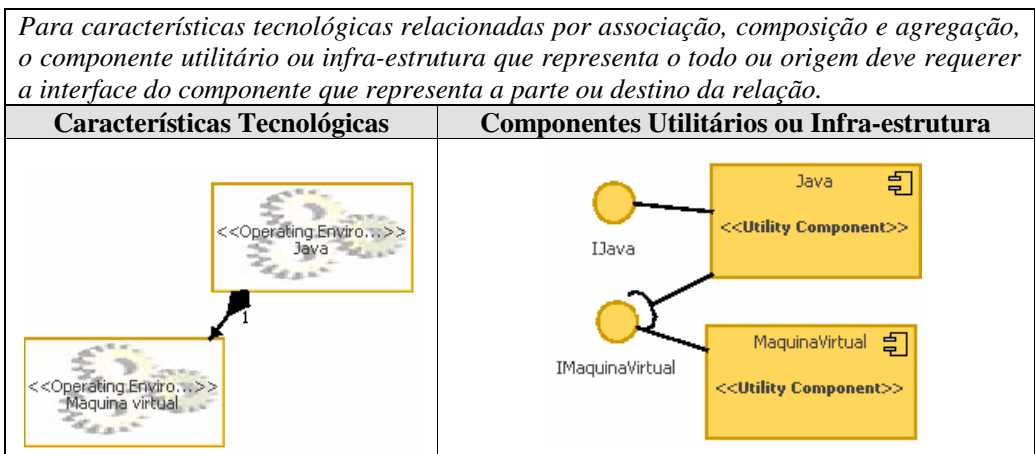 Para características tecnológicas relacionadas por associação, composição e agregação,
o componente utilitário ou infra-estrutura que representa o todo ou origem deve requerer
a interface do componente que representa a parte ou destino da relação.
Características Tecnológicas
Componentes Utilitários ou Infra-estrutura
<<Operating Enviro...>>
Java
1
<<Operating Enviro...>>
Maquina virtual
Java
<<Utility Component>>
IJava
IMaquinaVirtual
MaquinaVirtual
<<Utility Component>>